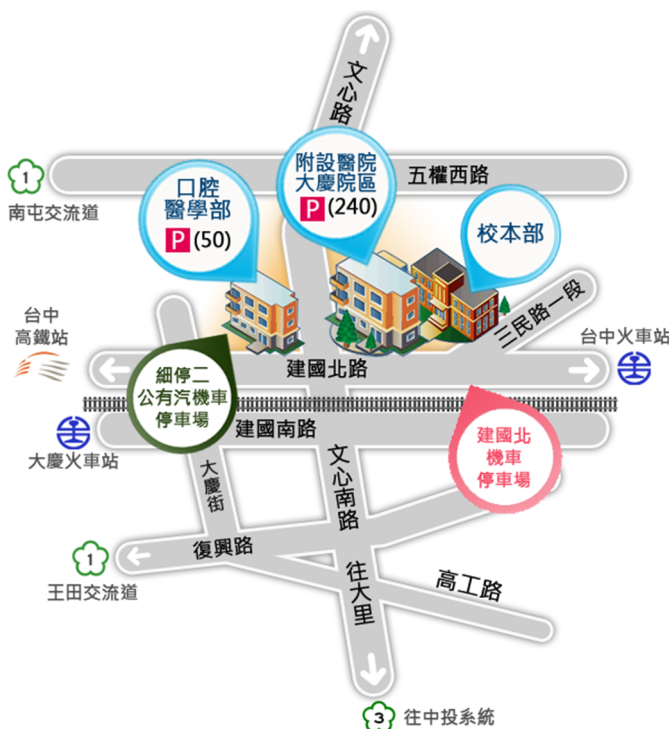 文心路
1
南屯交流道
五權西路
口腔
醫學部
P (50)
附設醫院
大慶院區
P (240)
校本部
三民路一段
台中
高鐵站
台中火車站
建國北路
細停二
公有汽機車
停車場
建國南路
大慶火車站
建國北
機車
停車場
大慶街
文心南路
復興路
1
王田交流道
往大里
高工路
3
往中投系統